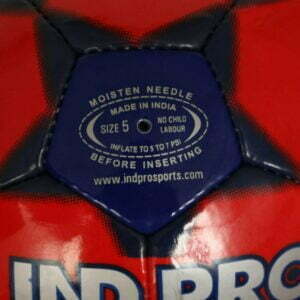 MOISTEN NEEDLE
MADE IN INDIA
SIZE 5 NO CHILD LABOUR
INFLATE TO 5 TO 7 PSI
BEFORE INSERTING
www.indprosports.com
IND PRO